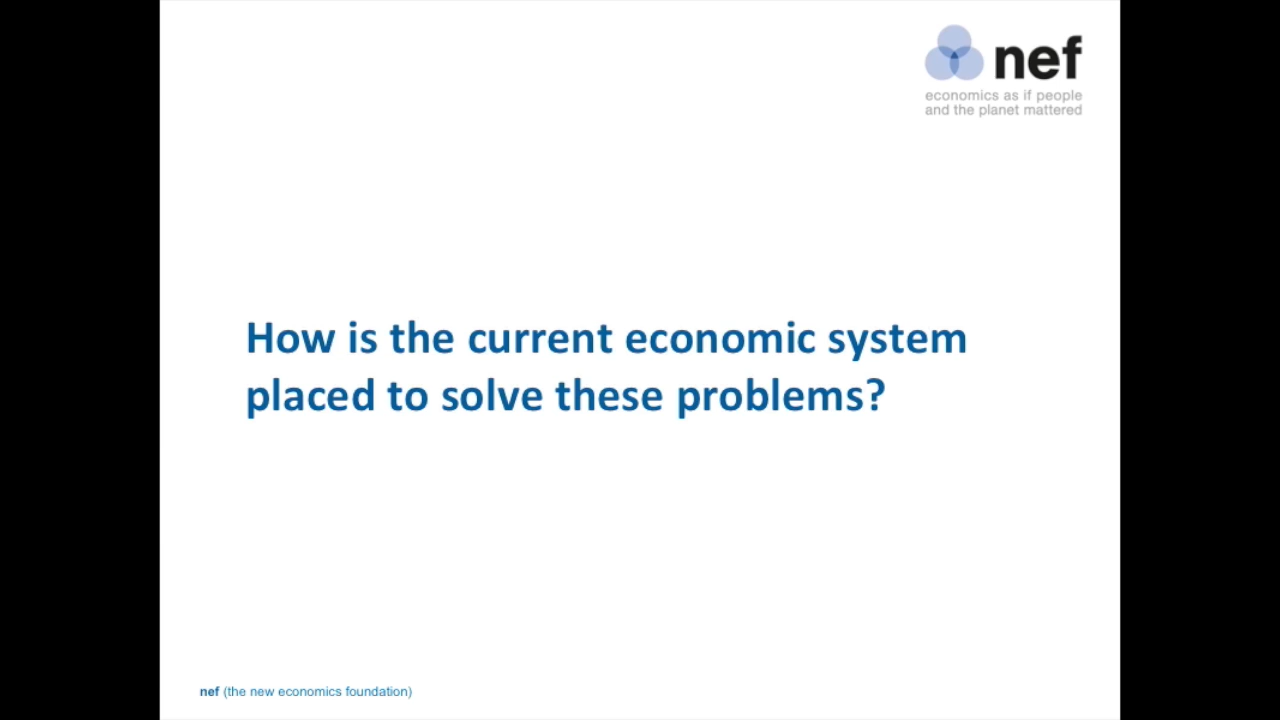 nef
economics as if people
and the planet mattered
How is the current economic system
placed to solve these problems?
nef (the new economics foundation)